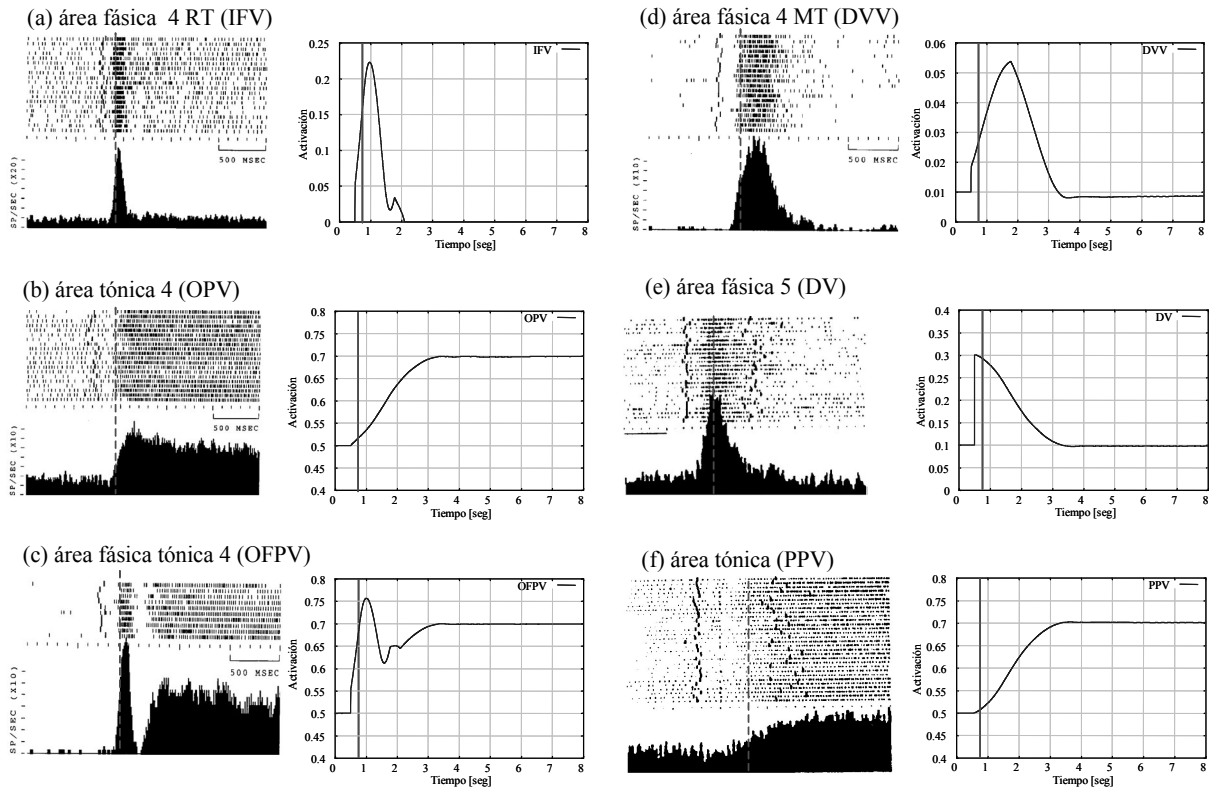 (a) área fásica 4 RT (IFV)
500 MSEC
SP/SEC (X20)
IFV
Activación
0.25
0.2
0.15
0.1
0.05
0
0 1 2 3 4 5 6 7 8
Tiempo [seg]
(b) área tónica 4 (OPV)
500 MSEC
SP/SEC (X10)
OPV
Activación
0.8
0.7
0.6
0.5
0.4
0 1 2 3 4 5 6 7 8
Tiempo [seg]
(c) área fásica tónica 4 (OFPV)
500 MSEC
SP/SEC (X10)
OFPV
Activación
0.8
0.75
0.7
0.65
0.6
0.55
0.5
0.45
0.4
0 1 2 3 4 5 6 7 8
Tiempo [seg]
(d) área fásica 4 MT (DVV)
500 MSEC
SP/SEC (X10)
DVV
Activación
0.06
0.05
0.04
0.03
0.02
0.01
0
0 1 2 3 4 5 6 7 8
Tiempo [seg]
(e) área fásica 5 (DV)
DV
Activación
0.4
0.35
0.3
0.25
0.2
0.15
0.1
0.05
0
0 1 2 3 4 5 6 7 8
Tiempo [seg]
(f) área tónica (PPV)
PPV
Activación
0.8
0.75
0.7
0.65
0.6
0.55
0.5
0.45
0.4
0 1 2 3 4 5 6 7 8
Tiempo [seg]